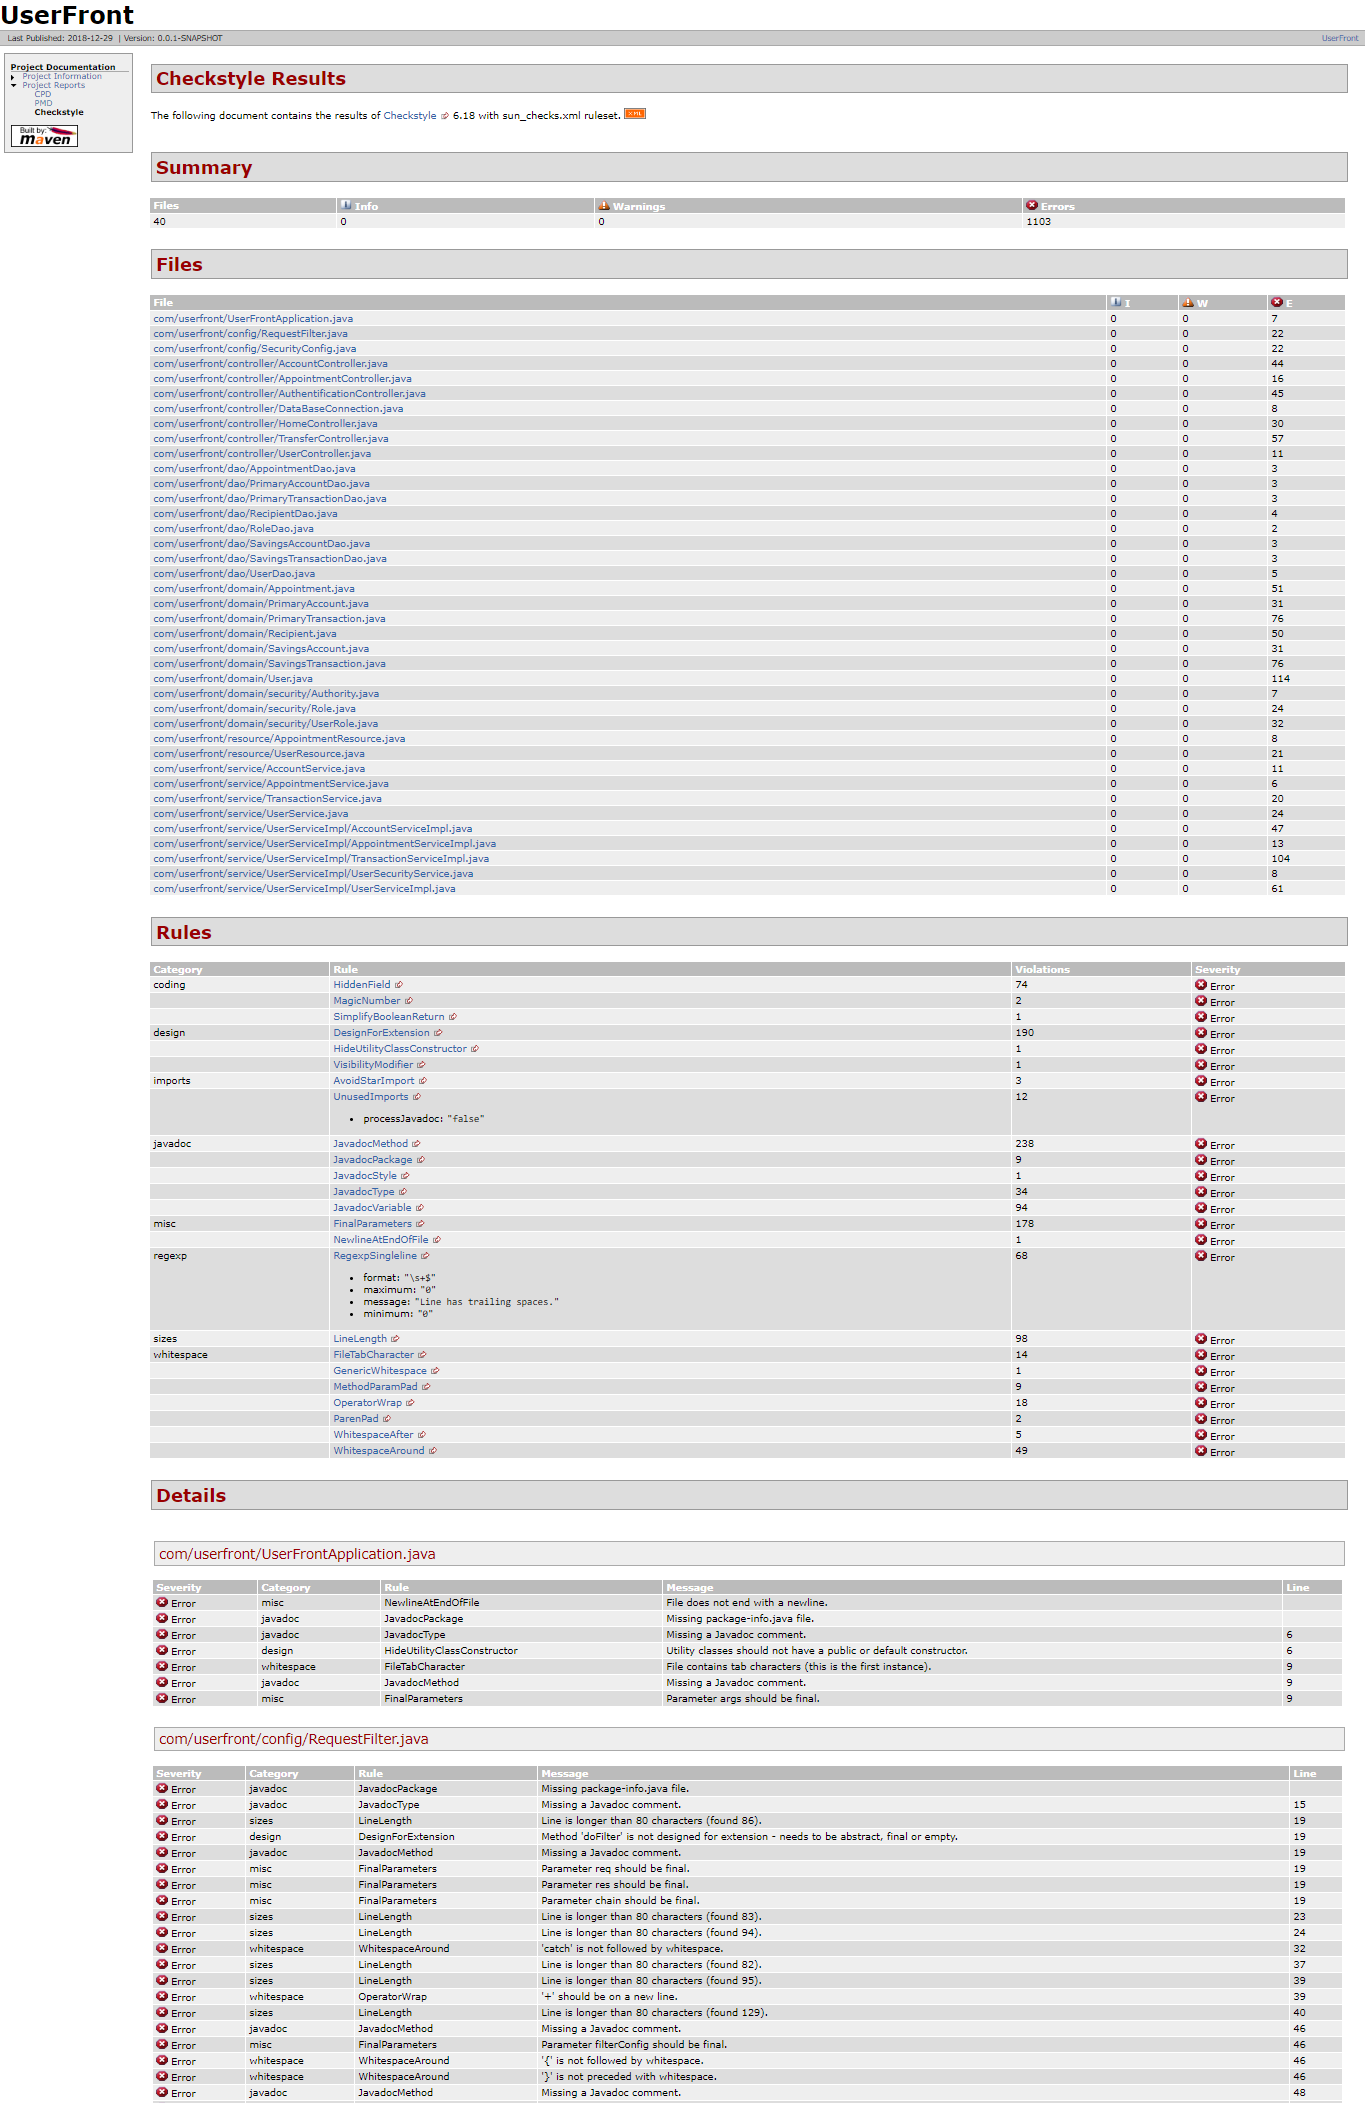 UserFront
Last Published: 2018-12-29 | Version: 0.0.1-SNAPSHOT UserFront
Project Documentation
Project Information
Project Reports
CPD
PMD
Checkstyle
Built by:
maven
Checkstyle Results
The following document contains the results of Checkstyle 6.18 with sun_checks.xml ruleset. XML
Summary
Files Info Warnings Errors
40 0 0 1103
Files
File I W E
com/userfront/UserFrontApplication.java 0 0 7
com/userfront/config/RequestFilter.java 0 0 22
com/userfront/config/SecurityConfig.java 0 0 22
com/userfront/controller/AccountController.java 0 0 44
com/userfront/controller/AppointmentController.java 0 0 16
com/userfront/controller/AuthentificationController.java 0 0 45
com/userfront/controller/DataBaseConnection.java 0 0 8
com/userfront/controller/HomeController.java 0 0 30
com/userfront/controller/TransferController.java 0 0 57
com/userfront/controller/UserController.java 0 0 11
com/userfront/dao/AppointmentDao.java 0 0 3
com/userfront/dao/PrimaryAccountDao.java 0 0 3
com/userfront/dao/PrimaryTransactionDao.java 0 0 3
com/userfront/dao/RecipientDao.java 0 0 4
com/userfront/dao/RoleDao.java 0 0 2
com/userfront/dao/SavingsAccountDao.java 0 0 3
com/userfront/dao/SavingsTransactionDao.java 0 0 3
com/userfront/dao/UserDao.java 0 0 5
com/userfront/domain/Appointment.java 0 0 51
com/userfront/domain/PrimaryAccount.java 0 0 31
com/userfront/domain/PrimaryTransaction.java 0 0 76
com/userfront/domain/Recipient.java 0 0 50
com/userfront/domain/SavingsAccount.java 0 0 31
com/userfront/domain/SavingsTransaction.java 0 0 76
com/userfront/domain/User.java 0 0 114
com/userfront/domain/security/Authority.java 0 0 7
com/userfront/domain/security/Role.java 0 0 24
com/userfront/domain/security/UserRole.java 0 0 32
com/userfront/resource/AppointmentResource.java 0 0 8
com/userfront/resource/UserResource.java 0 0 21
com/userfront/service/AccountService.java 0 0 11
com/userfront/service/AppointmentService.java 0 0 6
com/userfront/service/TransactionService.java 0 0 20
com/userfront/service/UserService.java 0 0 24
com/userfront/service/UserServiceImpl/AccountServiceImpl.java 0 0 47
com/userfront/service/UserServiceImpl/AppointmentServiceImpl.java 0 0 13
com/userfront/service/UserServiceImpl/TransactionServiceImpl.java 0 0 104
com/userfront/service/UserServiceImpl/UserSecurityService.java 0 0 8
com/userfront/service/UserServiceImpl/UserServiceImpl.java 0 0 61
Rules
Category Rule Violations Severity
coding HiddenField 74 Error
MagicNumber 2 Error
SimplifyBooleanReturn 1 Error
design DesignForExtension 190 Error
HideUtilityClassConstructor 1 Error
VisibilityModifier 1 Error
imports AvoidStarImport 3 Error
UnusedImports 12 Error
• processJavadoc: "false"
javadoc JavadocMethod 238 Error
JavadocPackage 9 Error
JavadocStyle 1 Error
JavadocType 34 Error
JavadocVariable 94 Error
misc FinalParameters 178 Error
NewlineAtEndOfFile 1 Error
regexp RegexpSingleline 68 Error
• format: "\s+$"
• maximum: "0"
• message: "Line has trailing spaces."
• minimum: "0"
sizes LineLength 98 Error
whitespace FileTabCharacter 14 Error
GenericWhitespace 1 Error
MethodParamPad 9 Error
OperatorWrap 18 Error
ParenPad 2 Error
WhitespaceAfter 5 Error
WhitespaceAround 49 Error
Details
com/userfront/UserFrontApplication.java
Severity Category Rule Message Line
Error misc NewlineAtEndOfFile File does not end with a newline.
Error javadoc JavadocPackage Missing package-info.java file.
Error javadoc JavadocType Missing a Javadoc comment. 6
Error design HideUtilityClassConstructor Utility classes should not have a public or default constructor. 6
Error whitespace FileTabCharacter File contains tab characters (this is the first instance). 9
Error javadoc JavadocMethod Missing a Javadoc comment. 9
Error misc FinalParameters Parameter args should be final. 9
com/userfront/config/RequestFilter.java
Severity Category Rule Message Line
Error javadoc JavadocPackage Missing package-info.java file.
Error javadoc JavadocType Missing a Javadoc comment. 15
Error sizes LineLength Line is longer than 80 characters (found 86). 19
Error design DesignForExtension Method 'doFilter' is not designed for extension - needs to be abstract, final or empty. 19
Error javadoc JavadocMethod Missing a Javadoc comment. 19
Error misc FinalParameters Parameter req should be final. 19
Error misc FinalParameters Parameter res should be final. 19
Error misc FinalParameters Parameter chain should be final. 19
Error sizes LineLength Line is longer than 80 characters (found 83). 23
Error sizes LineLength Line is longer than 80 characters (found 94). 24
Error whitespace WhitespaceAround 'catch' is not followed by whitespace. 32
Error sizes LineLength Line is longer than 80 characters (found 82). 37
Error sizes LineLength Line is longer than 80 characters (found 95). 39
Error whitespace OperatorWrap '+' should be on a new line. 39
Error sizes LineLength Line is longer than 80 characters (found 129). 40
Error javadoc JavadocMethod Missing a Javadoc comment. 46
Error misc FinalParameters Parameter filterConfig should be final. 46
Error whitespace WhitespaceAround '{' is not followed by whitespace. 46
Error whitespace WhitespaceAround '}' is not preceded with whitespace. 46
Error javadoc JavadocMethod Missing a Javadoc comment. 48